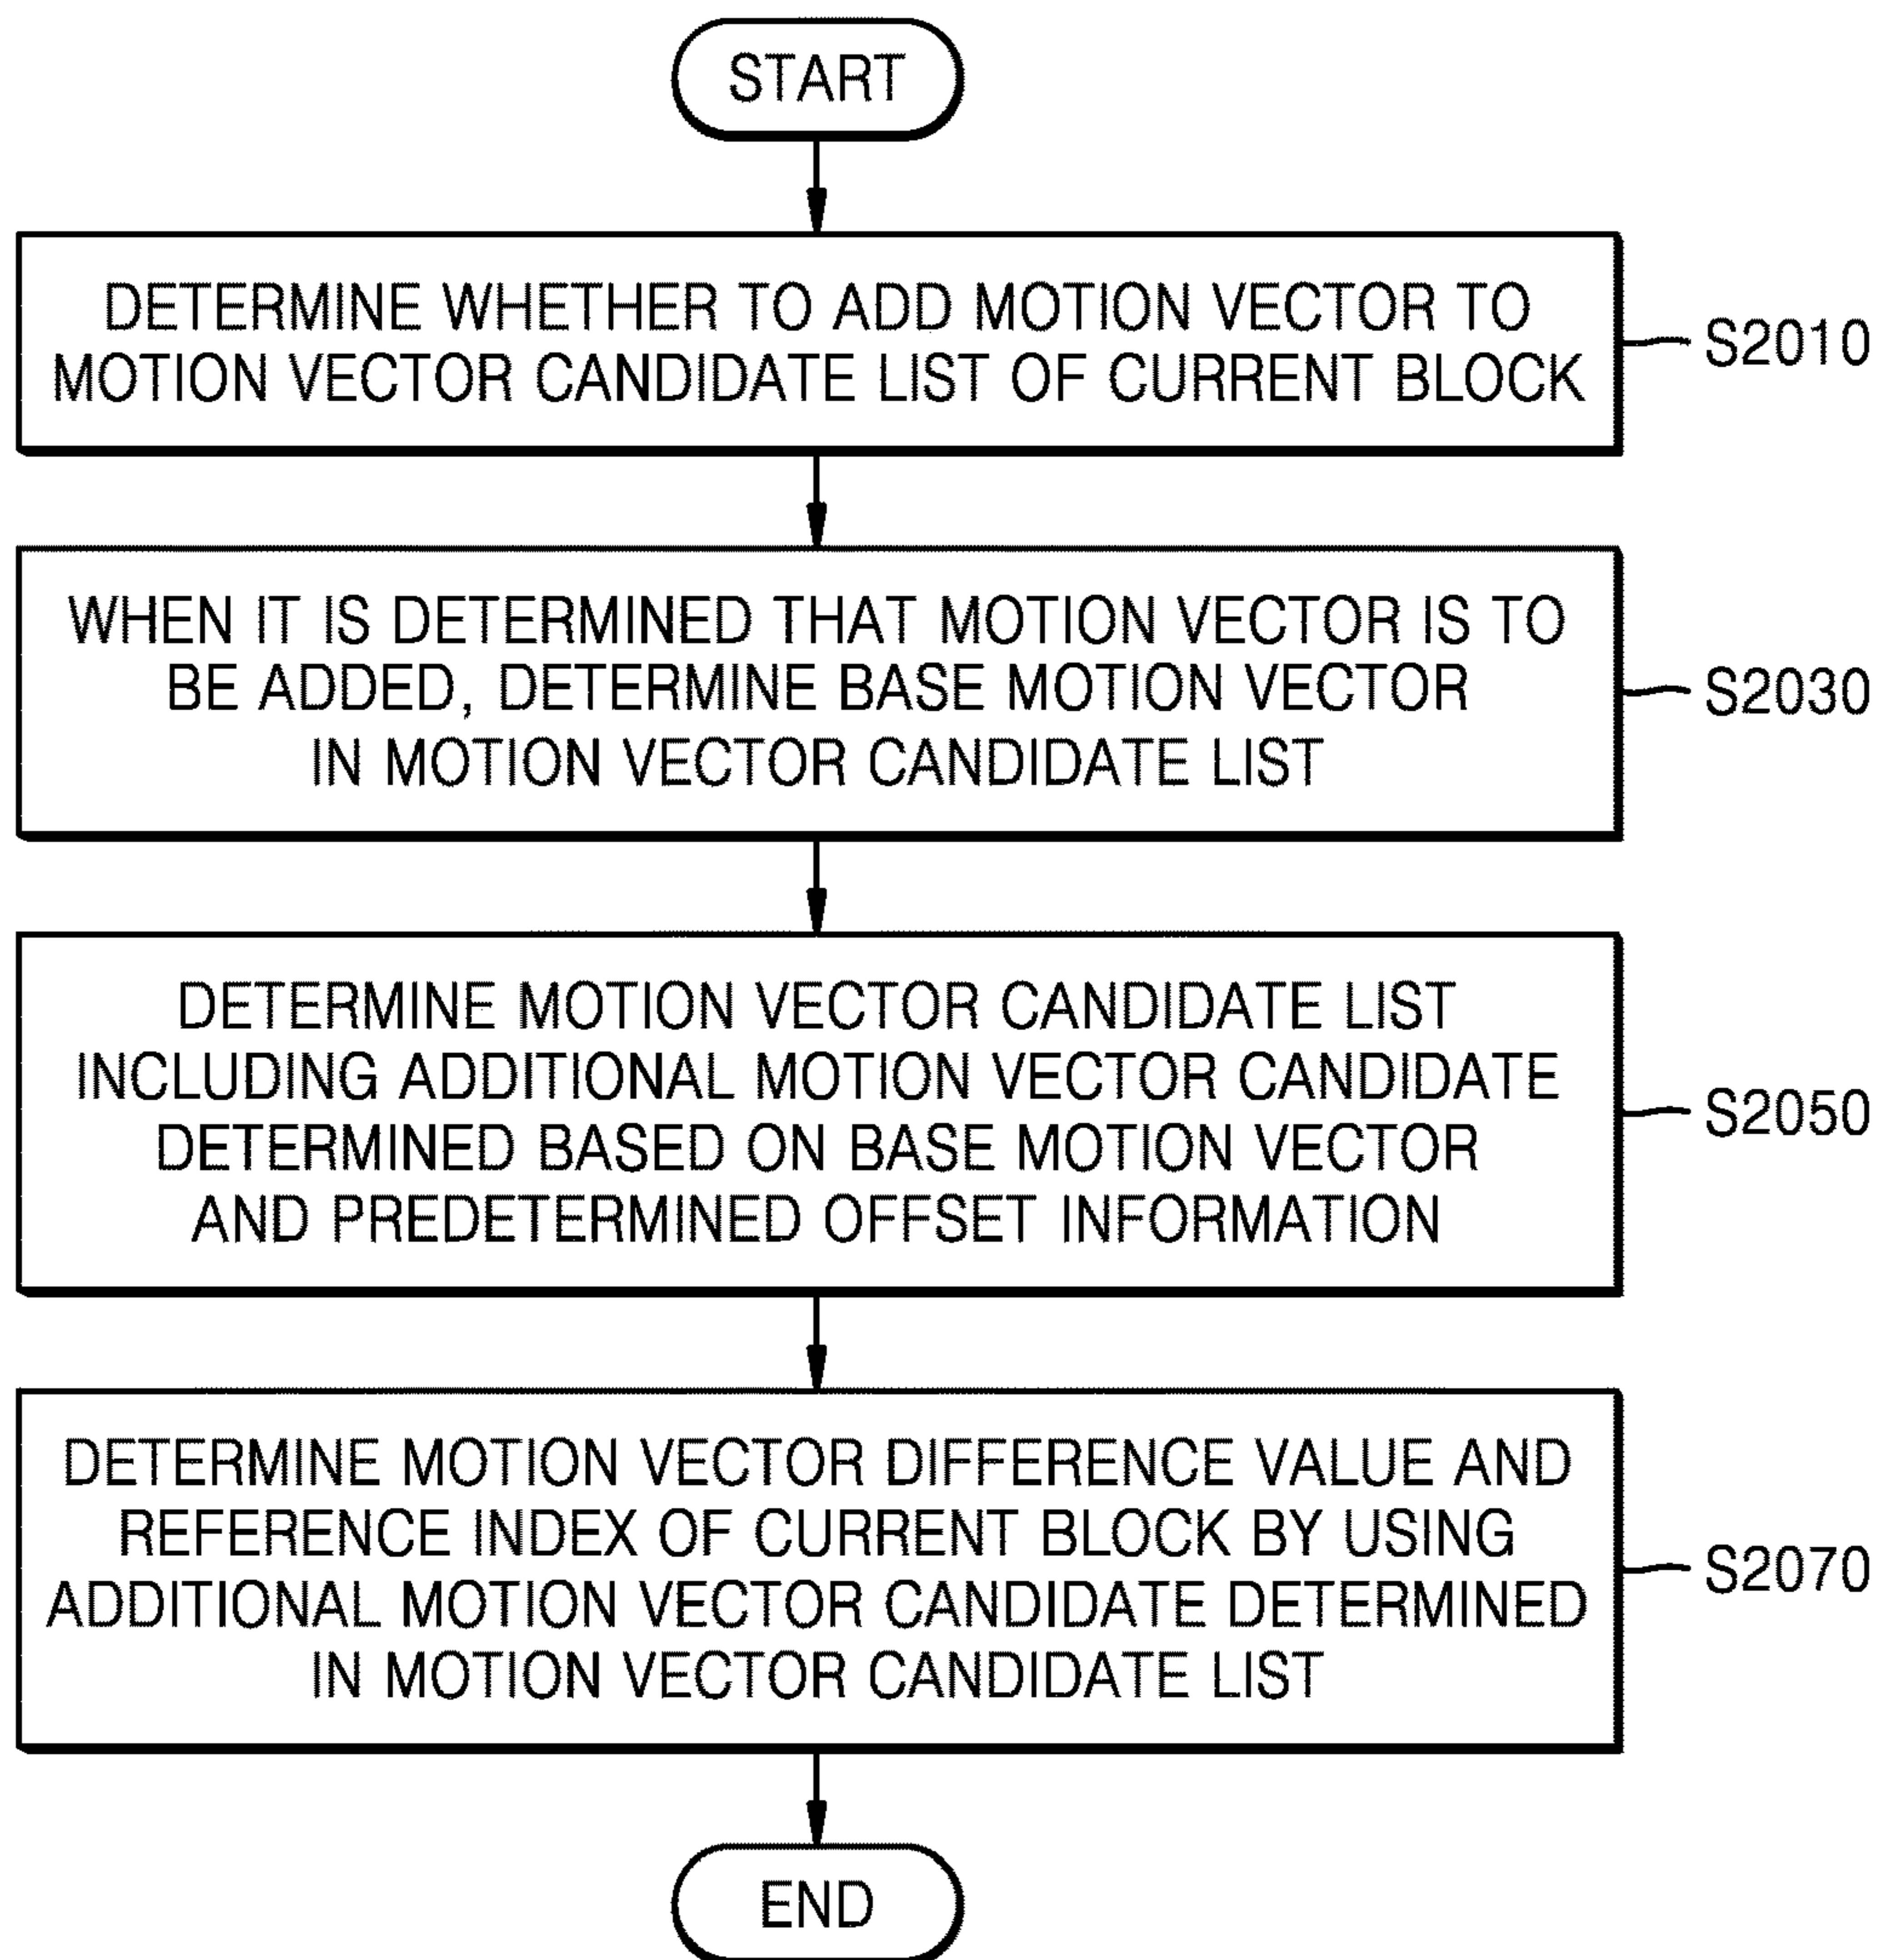 START
DETERMINE WHETHER TO ADD MOTION VECTOR TO
MOTION VECTOR CANDIDATE LIST OF CURRENT BLOCK
S2010
WHEN IT IS DETERMINED THAT MOTION VECTOR IS TO
BE ADDED, DETERMINE BASE MOTION VECTOR
IN MOTION VECTOR CANDIDATE LIST
S2030
DETERMINE MOTION VECTOR CANDIDATE LIST
INCLUDING ADDITIONAL MOTION VECTOR CANDIDATE
DETERMINED BASED ON BASE MOTION VECTOR
AND PREDETERMINED OFFSET INFORMATION
S2050
DETERMINE MOTION VECTOR DIFFERENCE VALUE AND
REFERENCE INDEX OF CURRENT BLOCK BY USING
ADDITIONAL MOTION VECTOR CANDIDATE DETERMINED
IN MOTION VECTOR CANDIDATE LIST
S2070
END